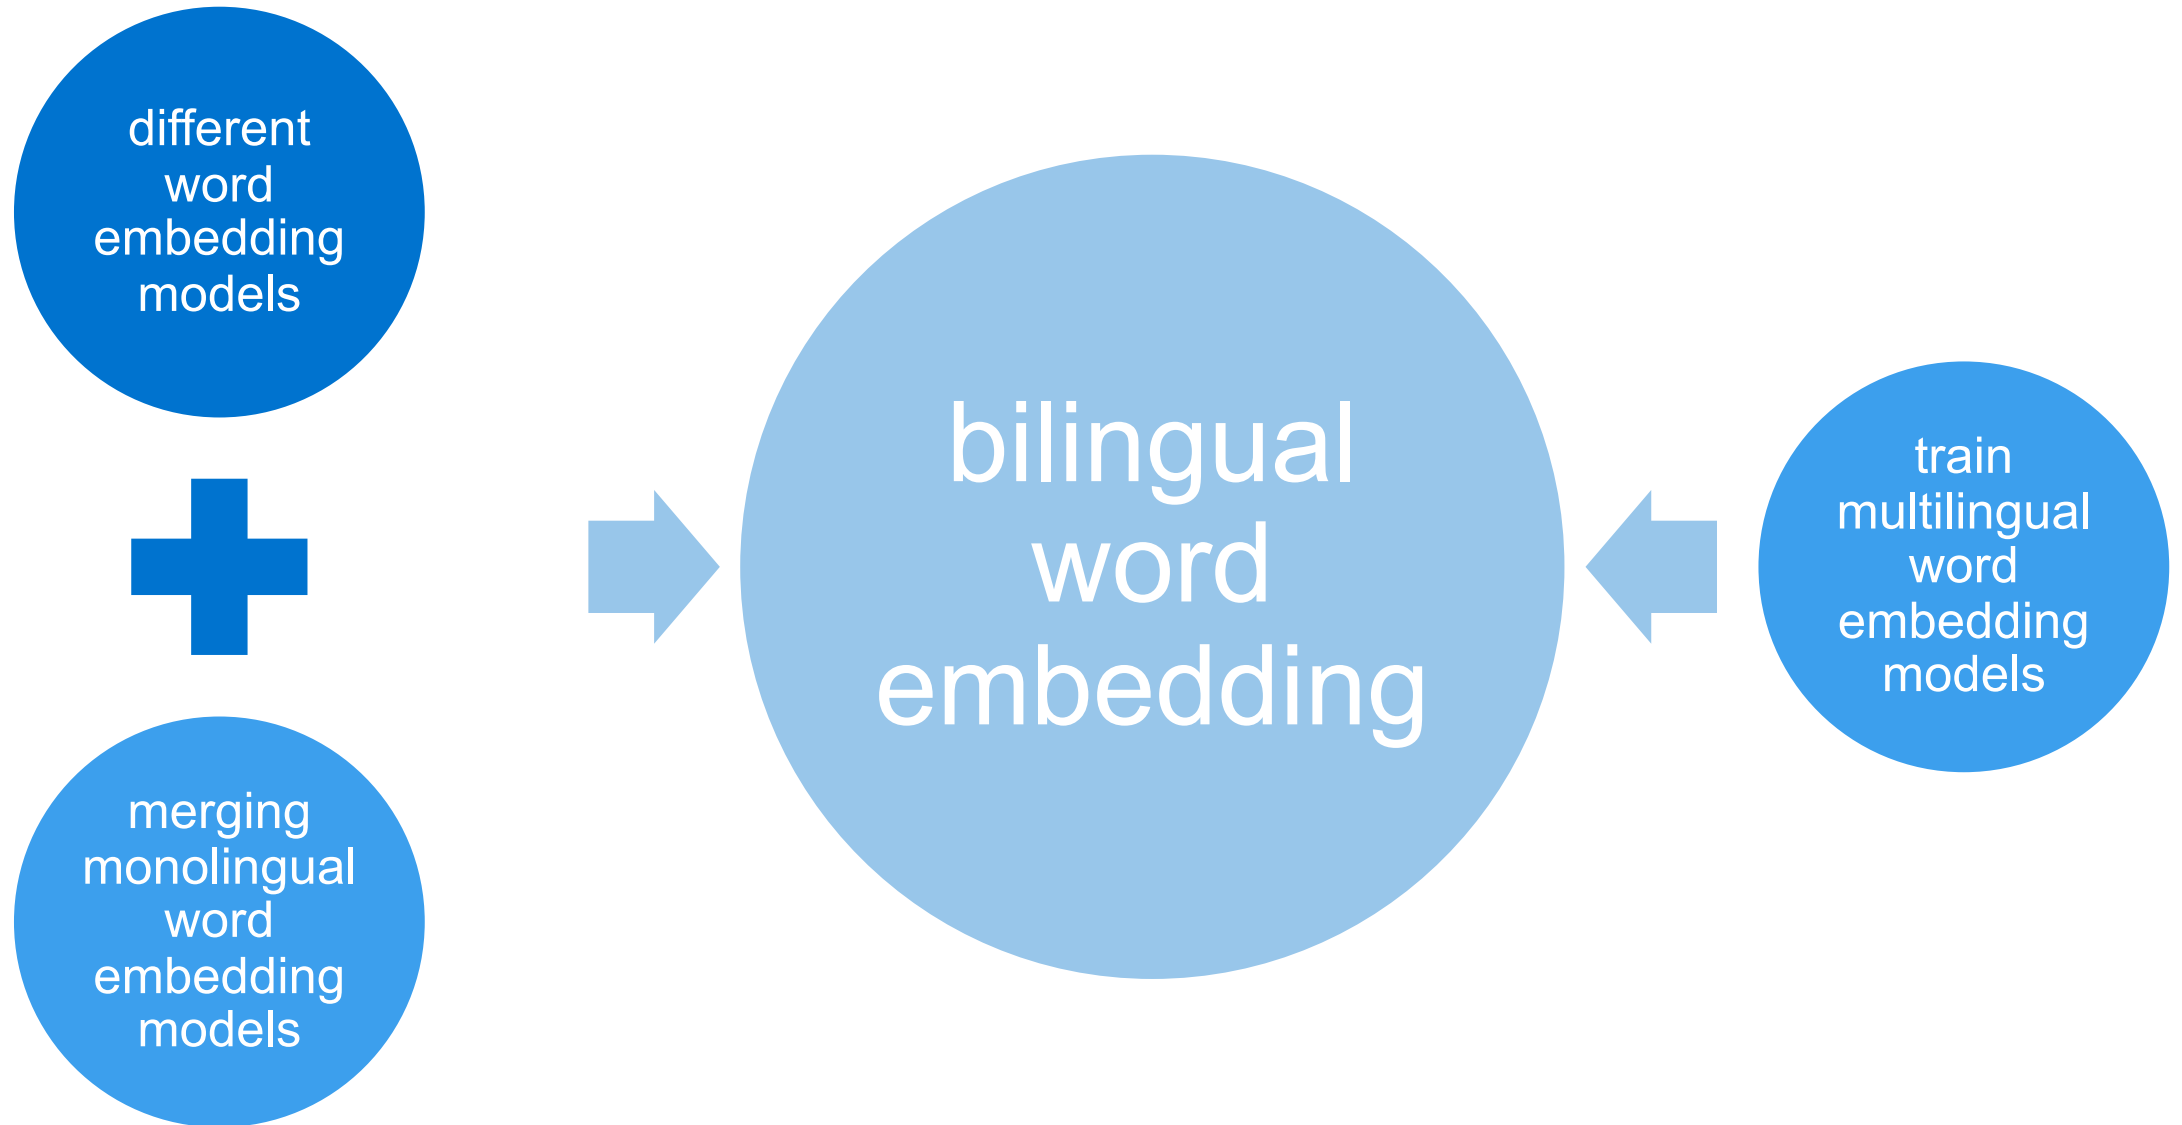 different
word
embedding
models
merging
monolingual
word
embedding
models
bilingual
word
embedding
train
multilingual
word
embedding
models